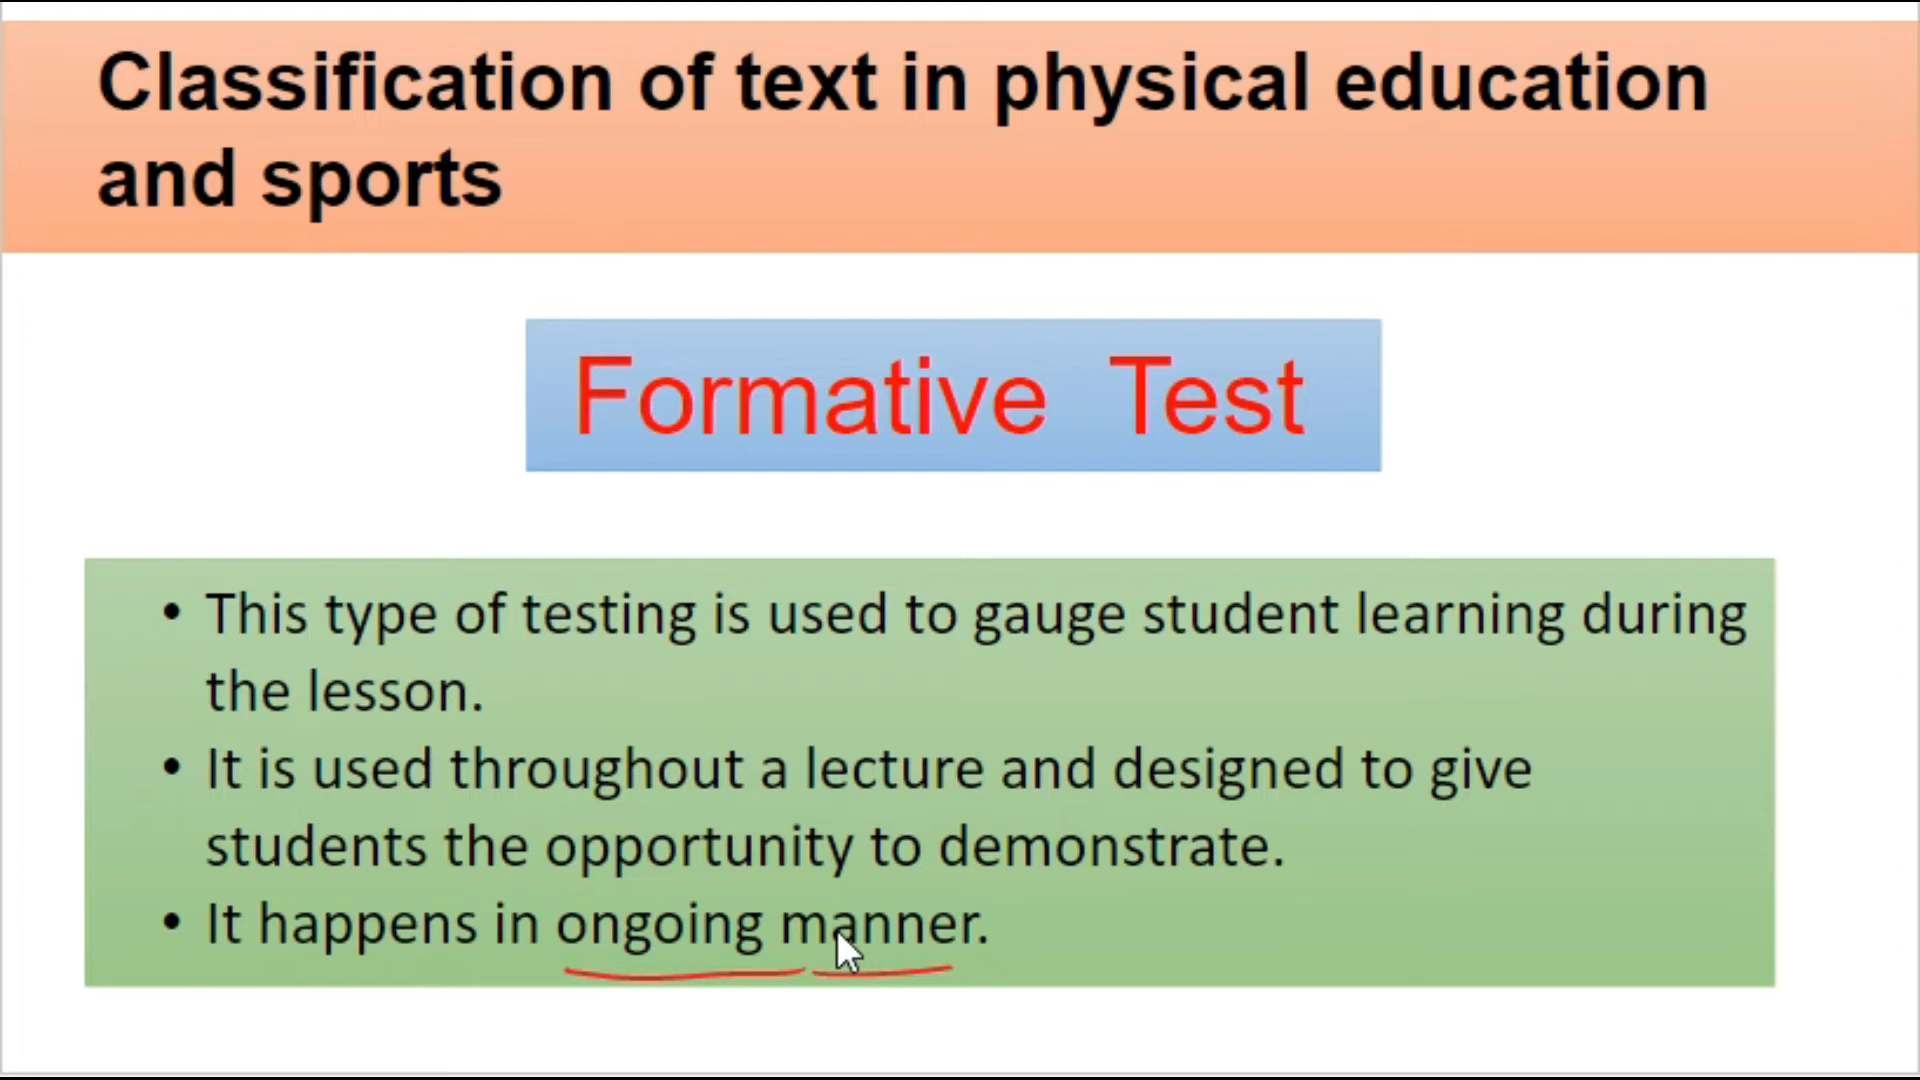 Classification of text in physical education
and sports
Formative Test
• This type of testing is used to gauge student learning during
the lesson.
• It is used throughout a lecture and designed to give
students the opportunity to demonstrate.
• It happens in ongoing manner.